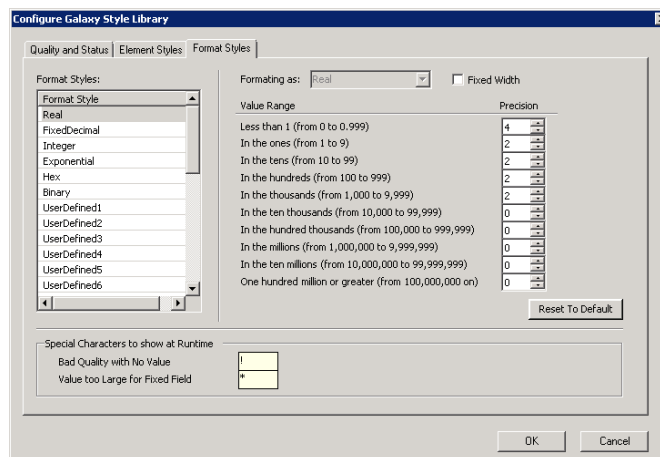 Configure Galaxy Style Library
Quality and Status
Element Styles
Format Styles
Format Styles:
Format Style
Real
FixedDecimal
Integer
Exponential
Hex
Binary
UserDefined1
UserDefined2
UserDefined3
UserDefined4
UserDefined5
UserDefined6
Formating as: Real
Fixed Width
Value Range Precision
Less than 1 (from 0 to 0.999) 4
In the ones (from 1 to 9) 2
In the tens (from 10 to 99) 2
In the hundreds (from 100 to 999) 2
In the thousands (from 1,000 to 9,999) 2
In the ten thousands (from 10,000 to 99,999) 0
In the hundred thousands (from 100,000 to 999,999) 0
In the millions (from 1,000,000 to 9,999,999) 0
In the ten millions (from 10,000,000 to 99,999,999) 0
One hundred million or greater (from 100,000,000 on) 0
Reset To Default
Special Characters to show at Runtime
Bad Quality with No Value !
Value too Large for Fixed Field *
OK Cancel